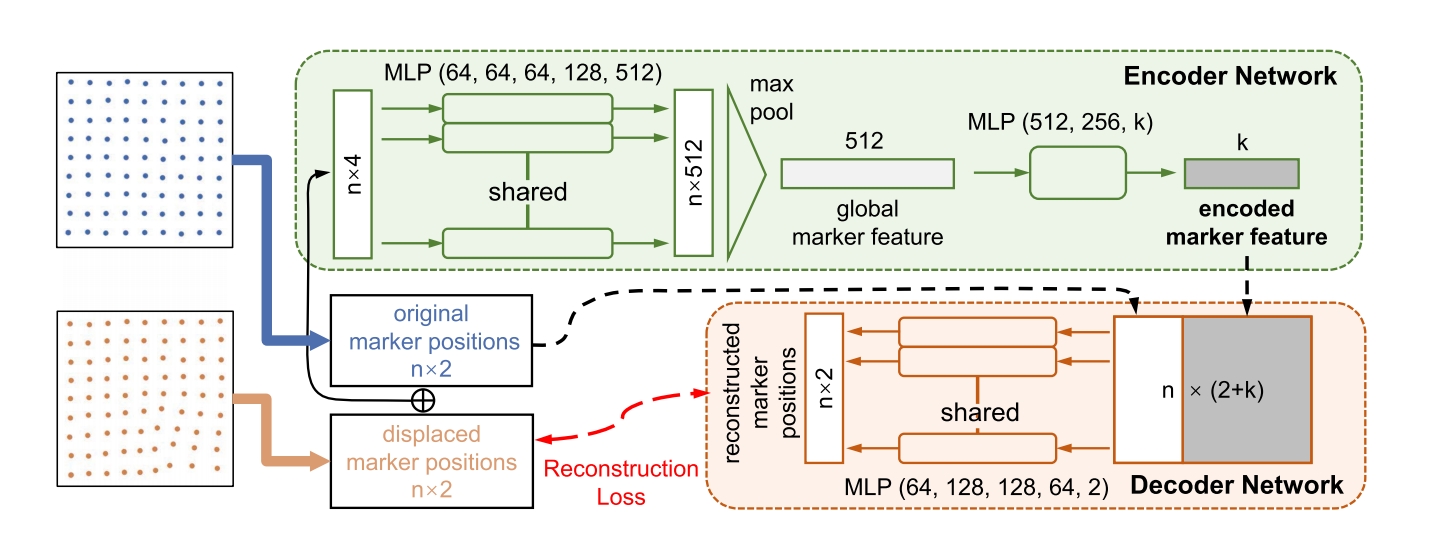 MLP (64, 64, 64, 128, 512)
max
pool
Encoder Network
n×4
shared
n×512
512
global
marker feature
MLP (512, 256, k)
k
encoded
marker feature
original
marker positions
n×2
displaced
marker positions
n×2
Reconstruction
Loss
reconstructed
marker
positions
n×2
shared
n × (2+k)
MLP (64, 128, 128, 64, 2)
Decoder Network